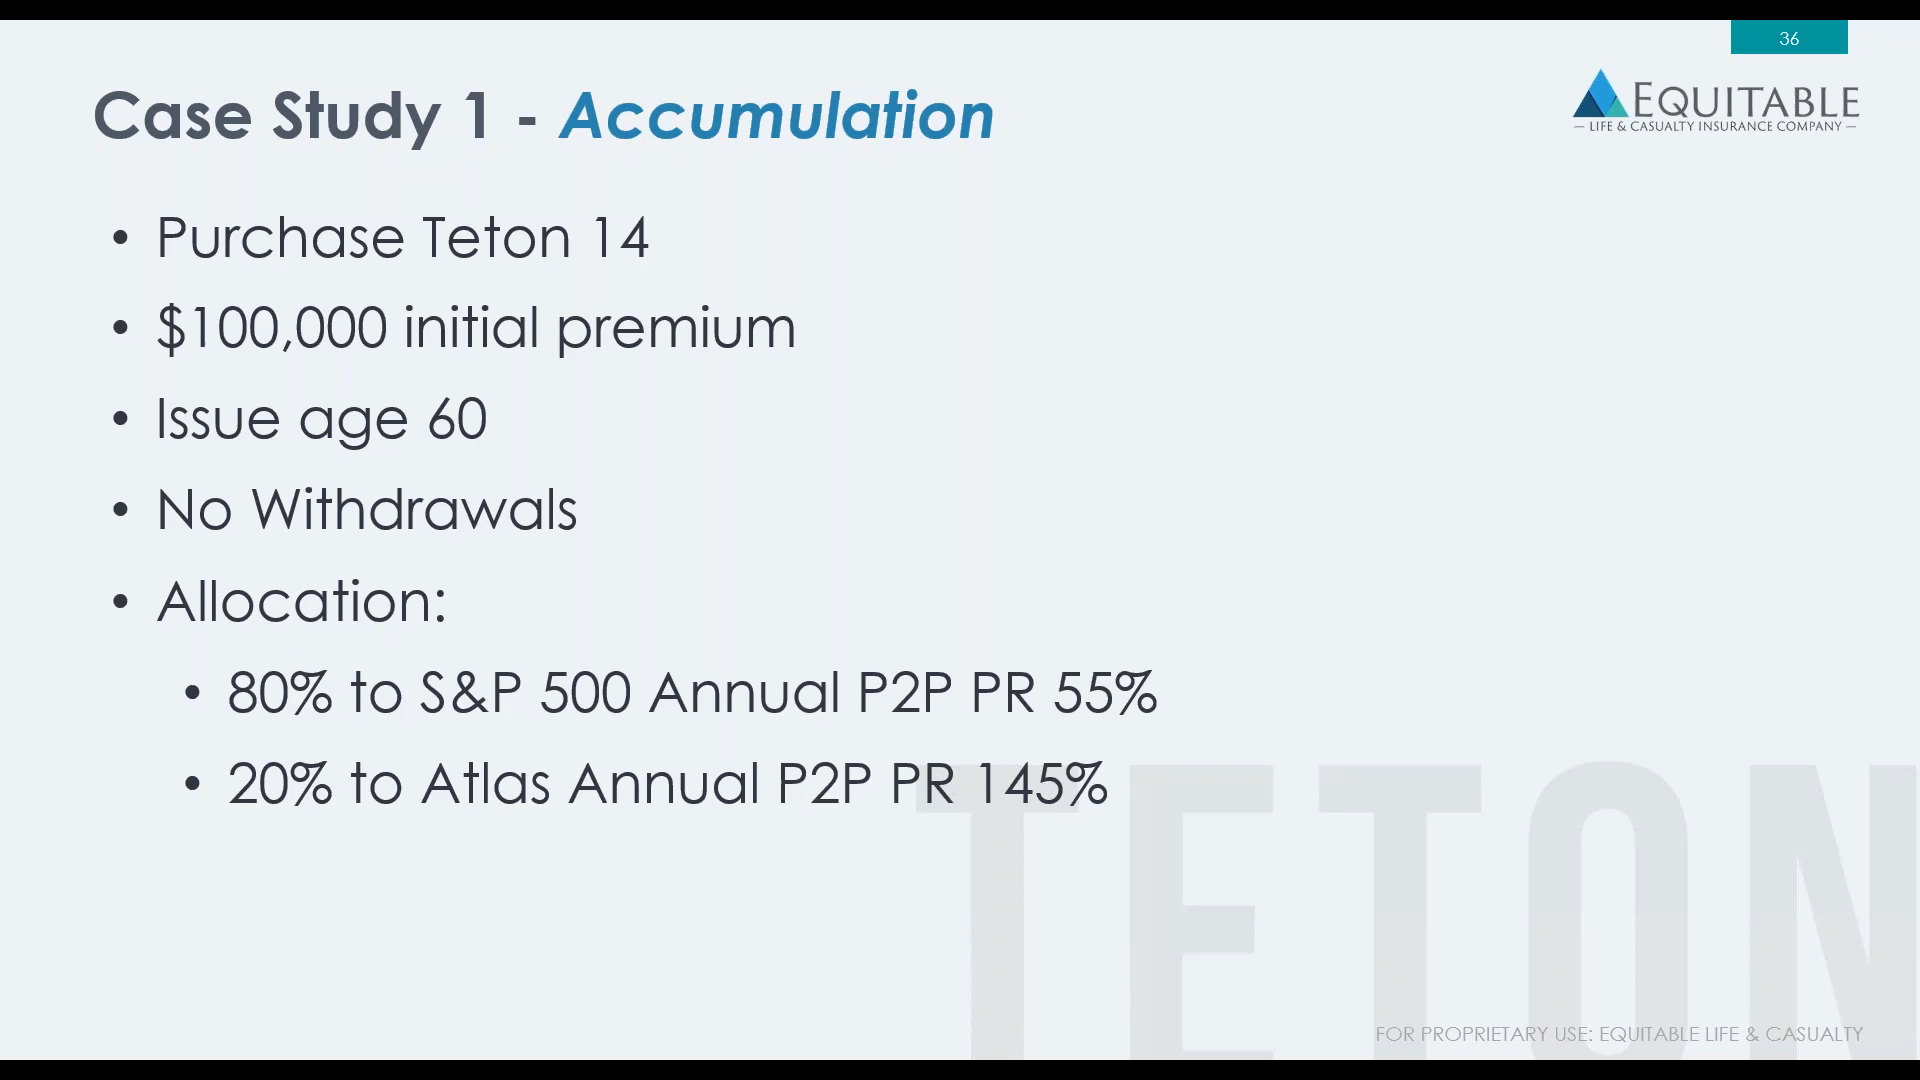 36
EQUITABLE
— LIFE & CASUALTY INSURANCE COMPANY —
Case Study 1 - Accumulation
• Purchase Teton 14
• $100,000 initial premium
• Issue age 60
• No Withdrawals
• Allocation:
• 80% to S&P 500 Annual P2P PR 55%
• 20% to Atlas Annual P2P PR 145%
TETON
FOR PROPRIETARY USE: EQUITABLE LIFE & CASUALTY